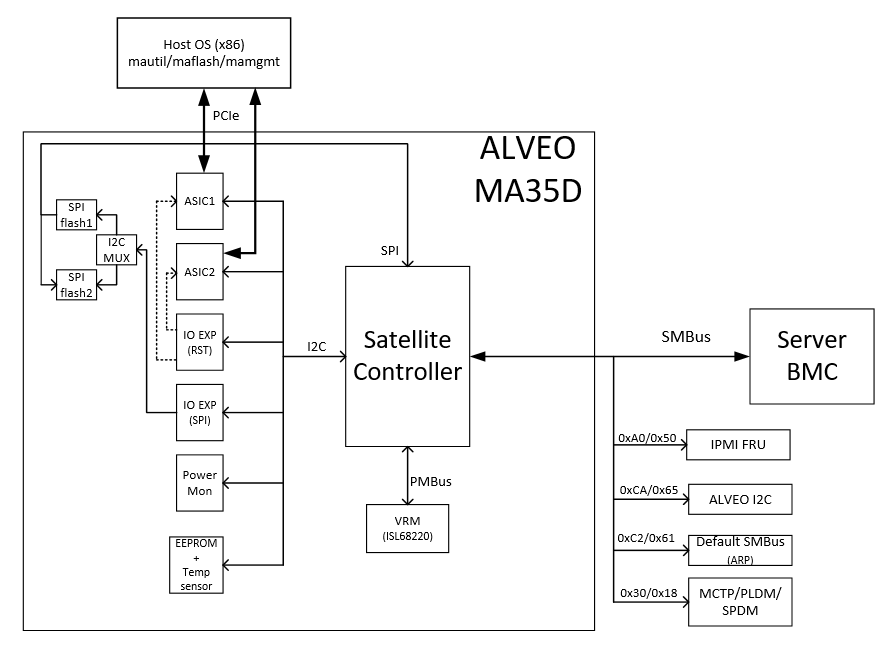 Host OS (x86)
mautil/maflash/mamgmt
PCIe
ALVEO
MA35D
ASIC1
SPI
flash1
I2C
MUX
SPI
flash2
ASIC2
SPI
IO EXP
(RST)
I2C
Satellite
Controller
SMBus
Server
BMC
IO EXP
(SPI)
Power
Mon
PMBus
VRM
(ISL68220)
EEPROM
+
Temp
sensor
0xA0/0x50
IPMI FRU
0xCA/0x65
ALVEO I2C
0xC2/0x61
Default SMBus
(ARP)
0x30/0x18
MCTP/PLDM/
SPDM